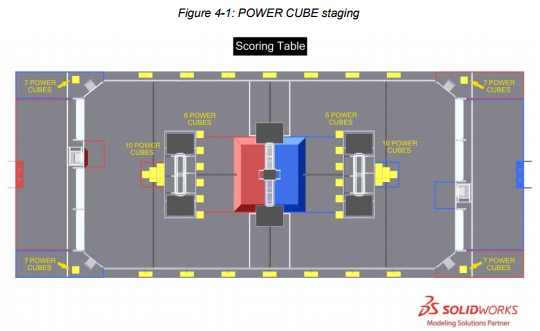 Figure 4-1: POWER CUBE staging
Scoring Table
7 POWER
CUBES
7 POWER
CUBES
6 POWER
CUBES
6 POWER
CUBES
10 POWER
CUBES
10 POWER
CUBES
7 POWER
CUBES
7 POWER
CUBES
SOLIDWORKS
Modeling Solutions Partner